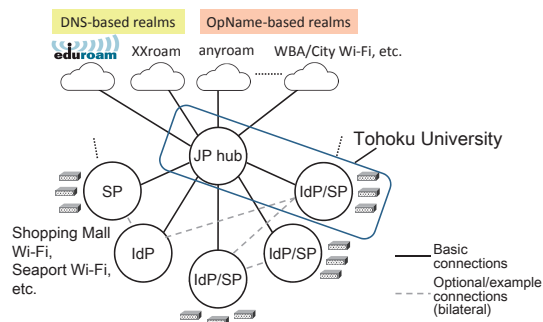 DNS-based realms
OpName-based realms
eduroam
XXroam
anyroam
WBA/City Wi-Fi, etc.
JP hub
Tohoku University
SP
IdP/SP
Shopping Mall
Wi-Fi,
Seaport Wi-Fi,
etc.
IdP
IdP/SP
IdP/SP
Basic
connections
Optional/example
connections
(bilateral)